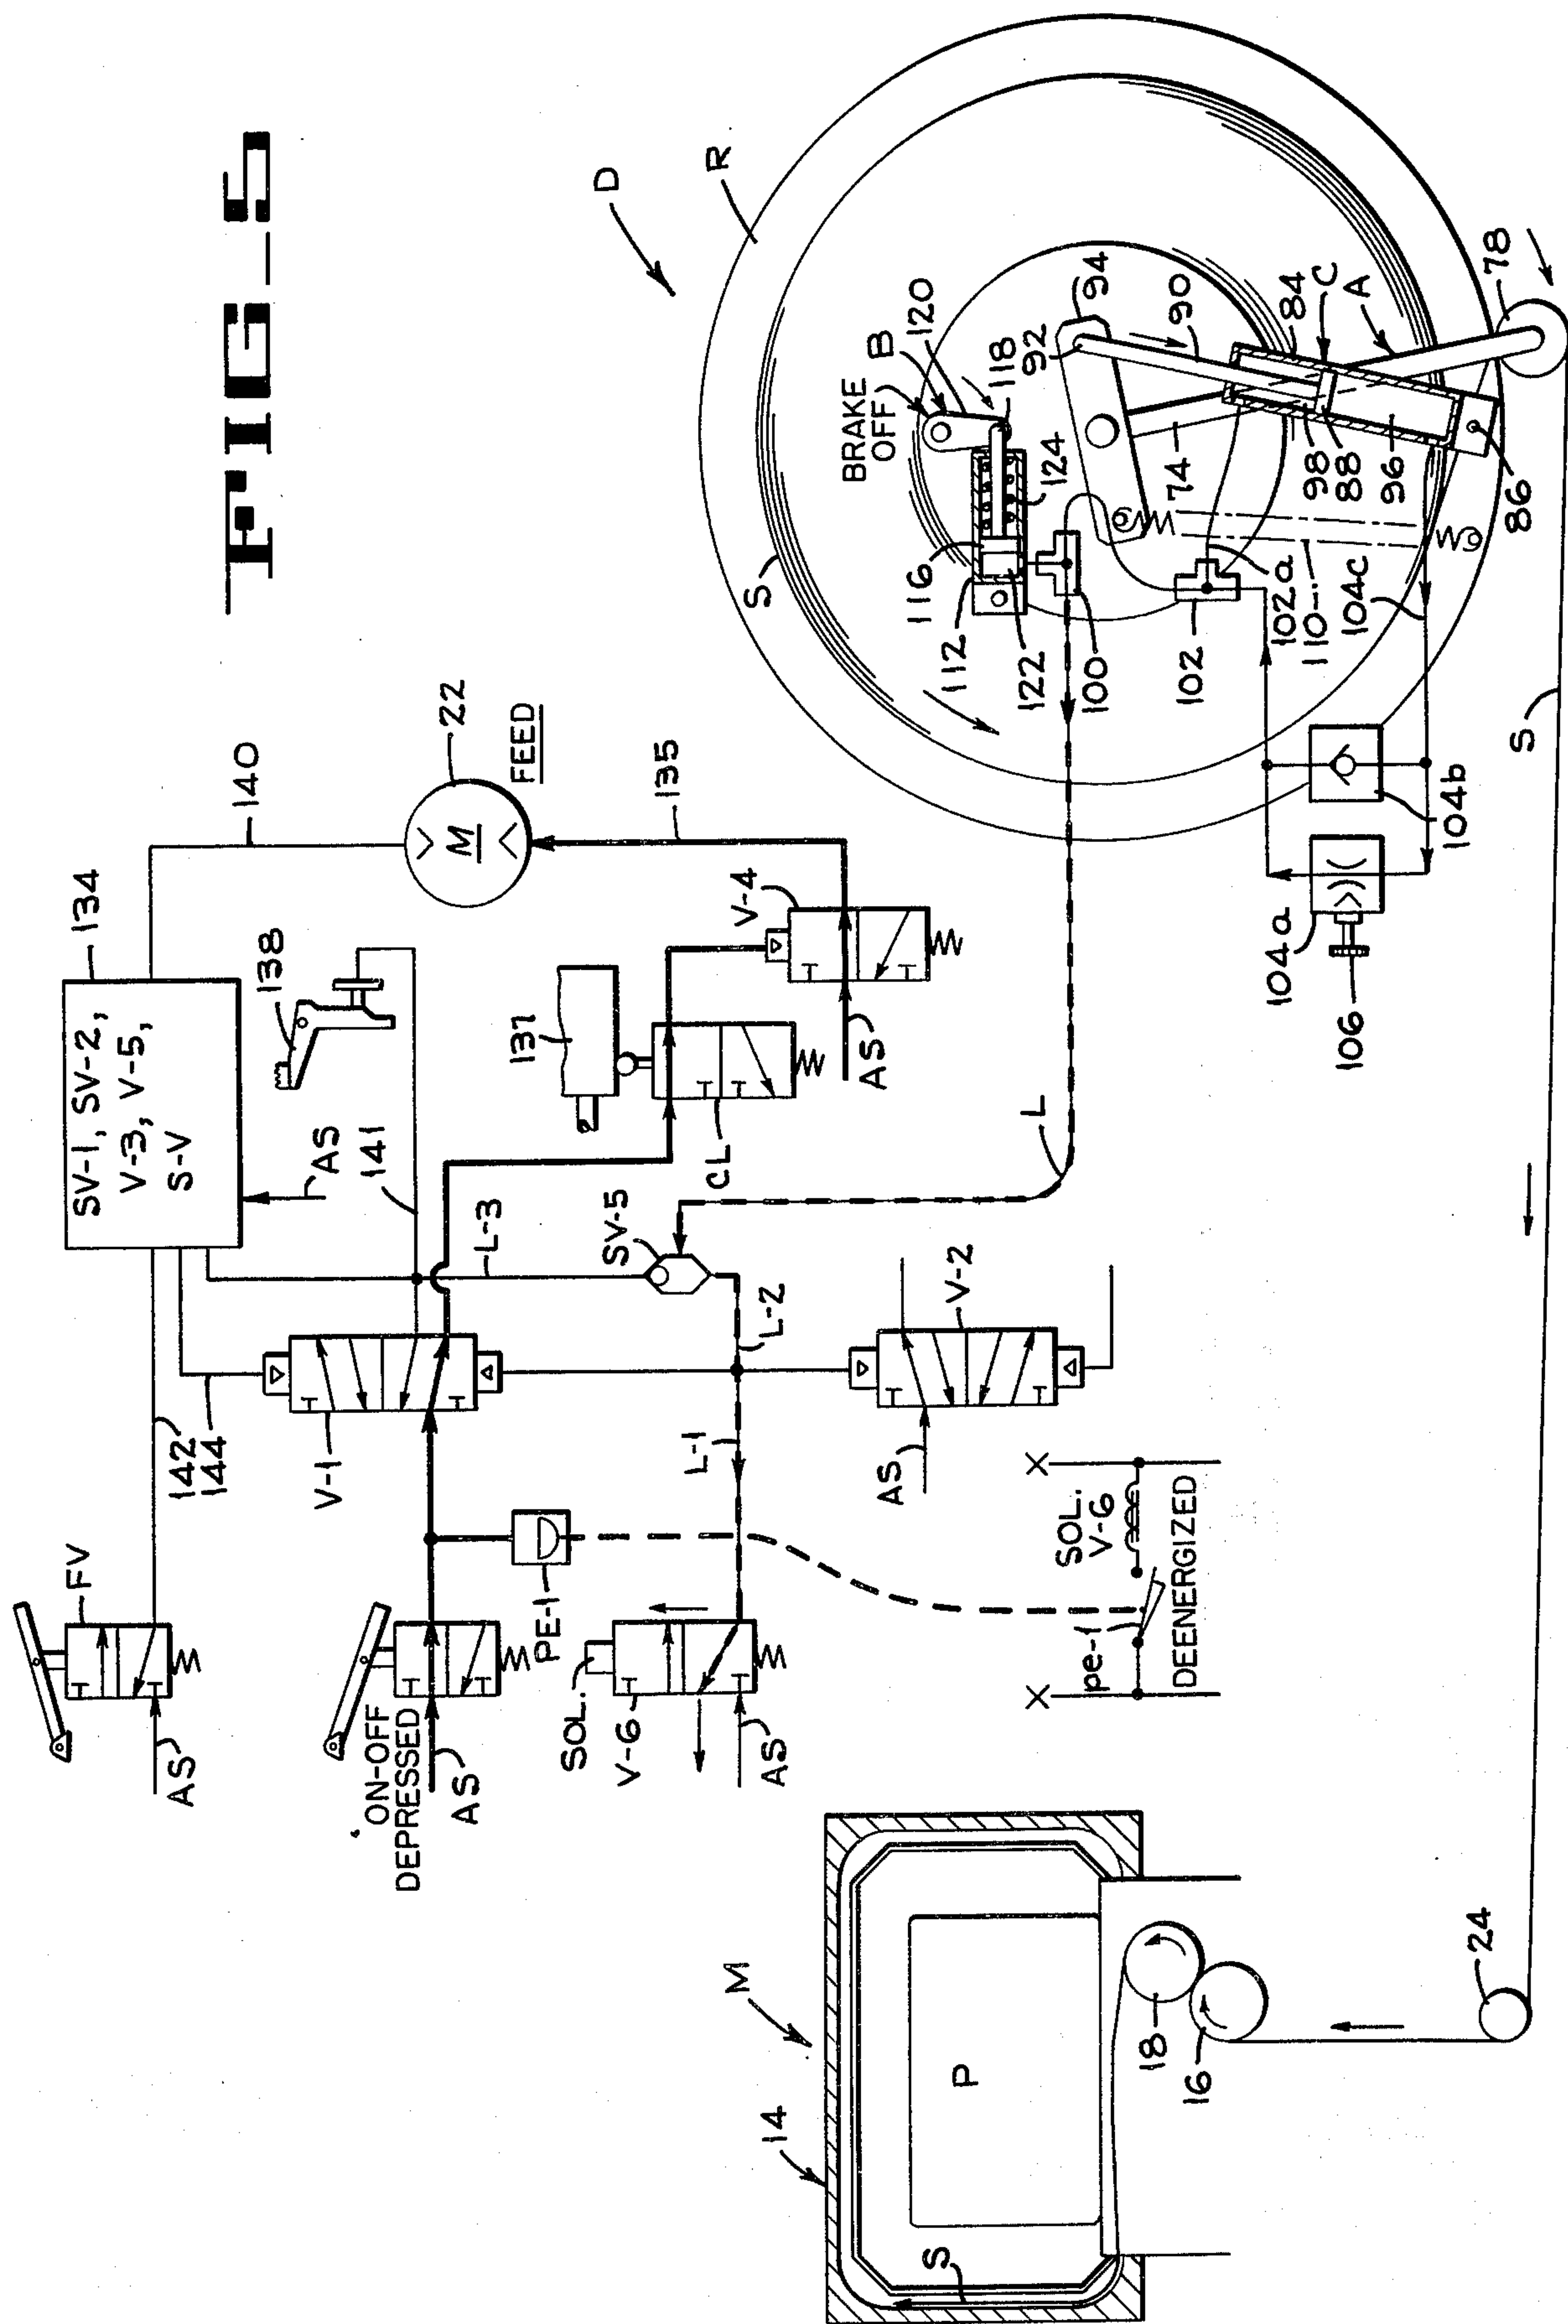 FIG_5
134
SV-1, SV-2,
V-3, V-5,
S-V
140
22
M
FEED
138
AS
141
135
V-4
137
AS
CL
142
144
FV
AS
V-1
L-3
SV-5
L-2
V-2
AS
L-1
L
ON-OFF
DEPRESSED
AS
PE-1
SOL.
V-6
AS
X
X
SOL.
V-6
pe-1
DEENERGIZED
D
R
S
BRAKE
OFF
B
120
118
116
112
122
124
100
92
94
90
84
C
A
78
74
98
88
96
86
102
102a
110
104c
104b
104a
106
S
M
14
P
S
18
16
24